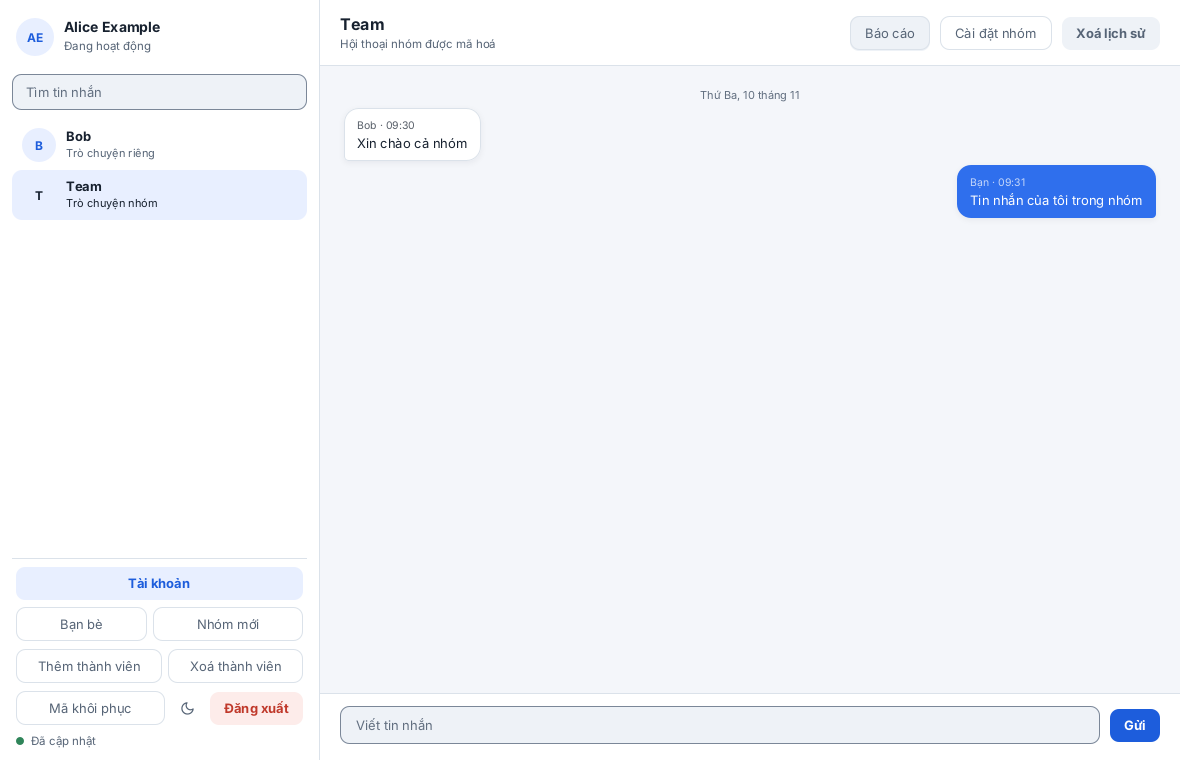 AE
Alice Example
Đang hoạt động
Tìm tin nhắn
B
Bob
Trò chuyện riêng
T
Team
Trò chuyện nhóm
Tài khoản
Bạn bè
Nhóm mới
Thêm thành viên
Xoá thành viên
Mã khôi phục
Đăng xuất
Đã cập nhật
Team
Hội thoại nhóm được mã hoá
Báo cáo
Cài đặt nhóm
Xoá lịch sử
Thứ Ba, 10 tháng 11
Bob · 09:30
Xin chào cả nhóm
Bạn · 09:31
Tin nhắn của tôi trong nhóm
Viết tin nhắn
Gửi